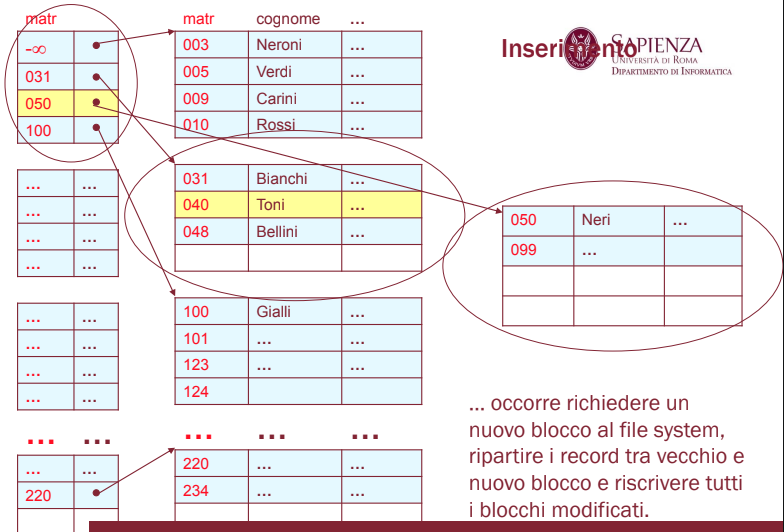 Inserimento
SAPIENZA
UNIVERSITÀ DI ROMA
DIPARTIMENTO DI INFORMATICA
matr
-∞
031
050
100
... ...
... ...
... ...
... ...
... ...
... ...
... ...
... ...
... ...
... ...
220
matr cognome ...
003 Neroni ...
005 Verdi ...
009 Carini ...
010 Rossi ...
031 Bianchi ...
040 Toni ...
048 Bellini ...
100 Gialli ...
101 ... ...
123 ... ...
124
... ... ...
220 ... ...
234 ... ...
050 Neri ...
099 ...
... occorre richiedere un
nuovo blocco al file system,
ripartire i record tra vecchio e
nuovo blocco e riscrivere tutti
i blocchi modificati.